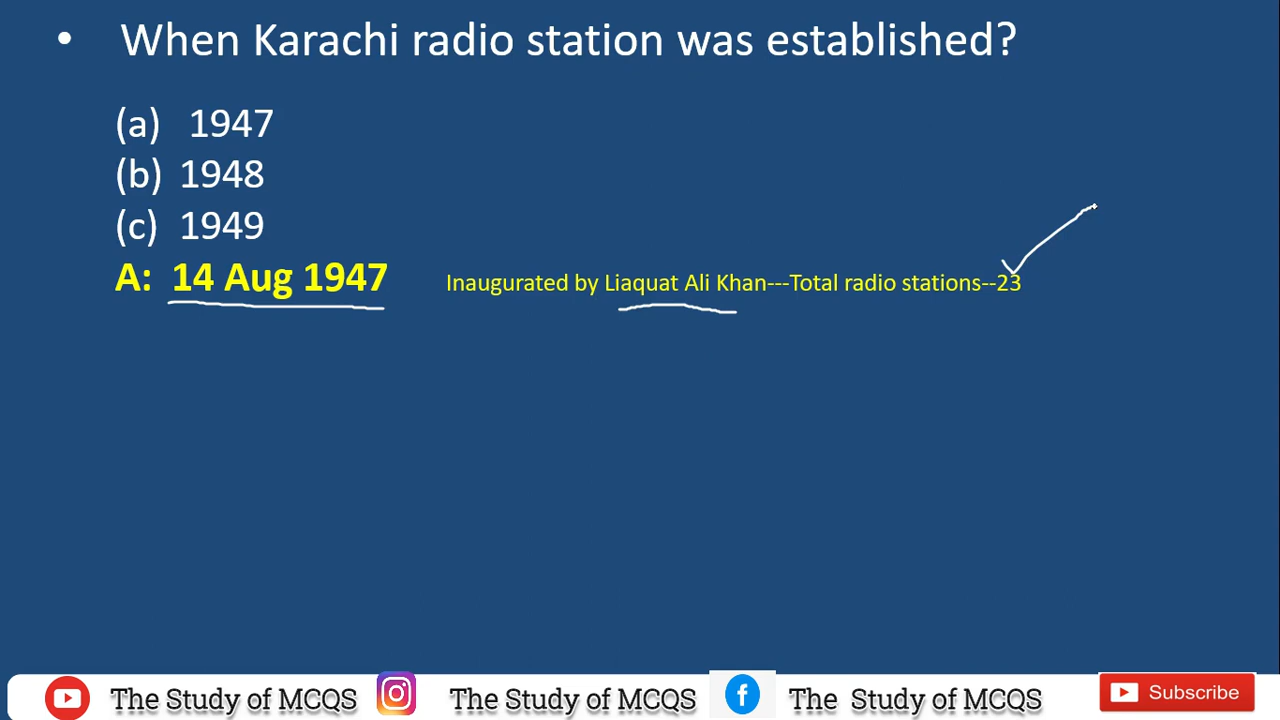 • When Karachi radio station was established?
(a) 1947
(b) 1948
(c) 1949
A: 14 Aug 1947 Inaugurated by Liaquat Ali Khan---Total radio stations--23
The Study of MCQS The Study of MCQS The Study of MCQS Subscribe